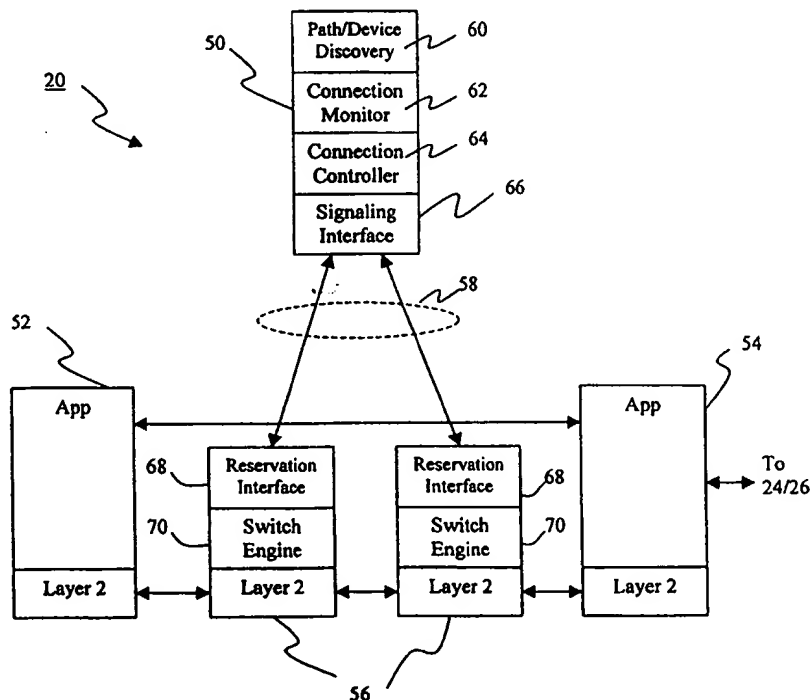 Path/Device
Discovery
60
50
20
Connection
Monitor
62
Connection
Controller
64
Signaling
Interface
66
58
52
54
App
App
Reservation
Interface
68
Reservation
Interface
68
To
24/26
70
Switch
Engine
Switch
Engine
70
Layer 2
Layer 2
Layer 2
Layer 2
56